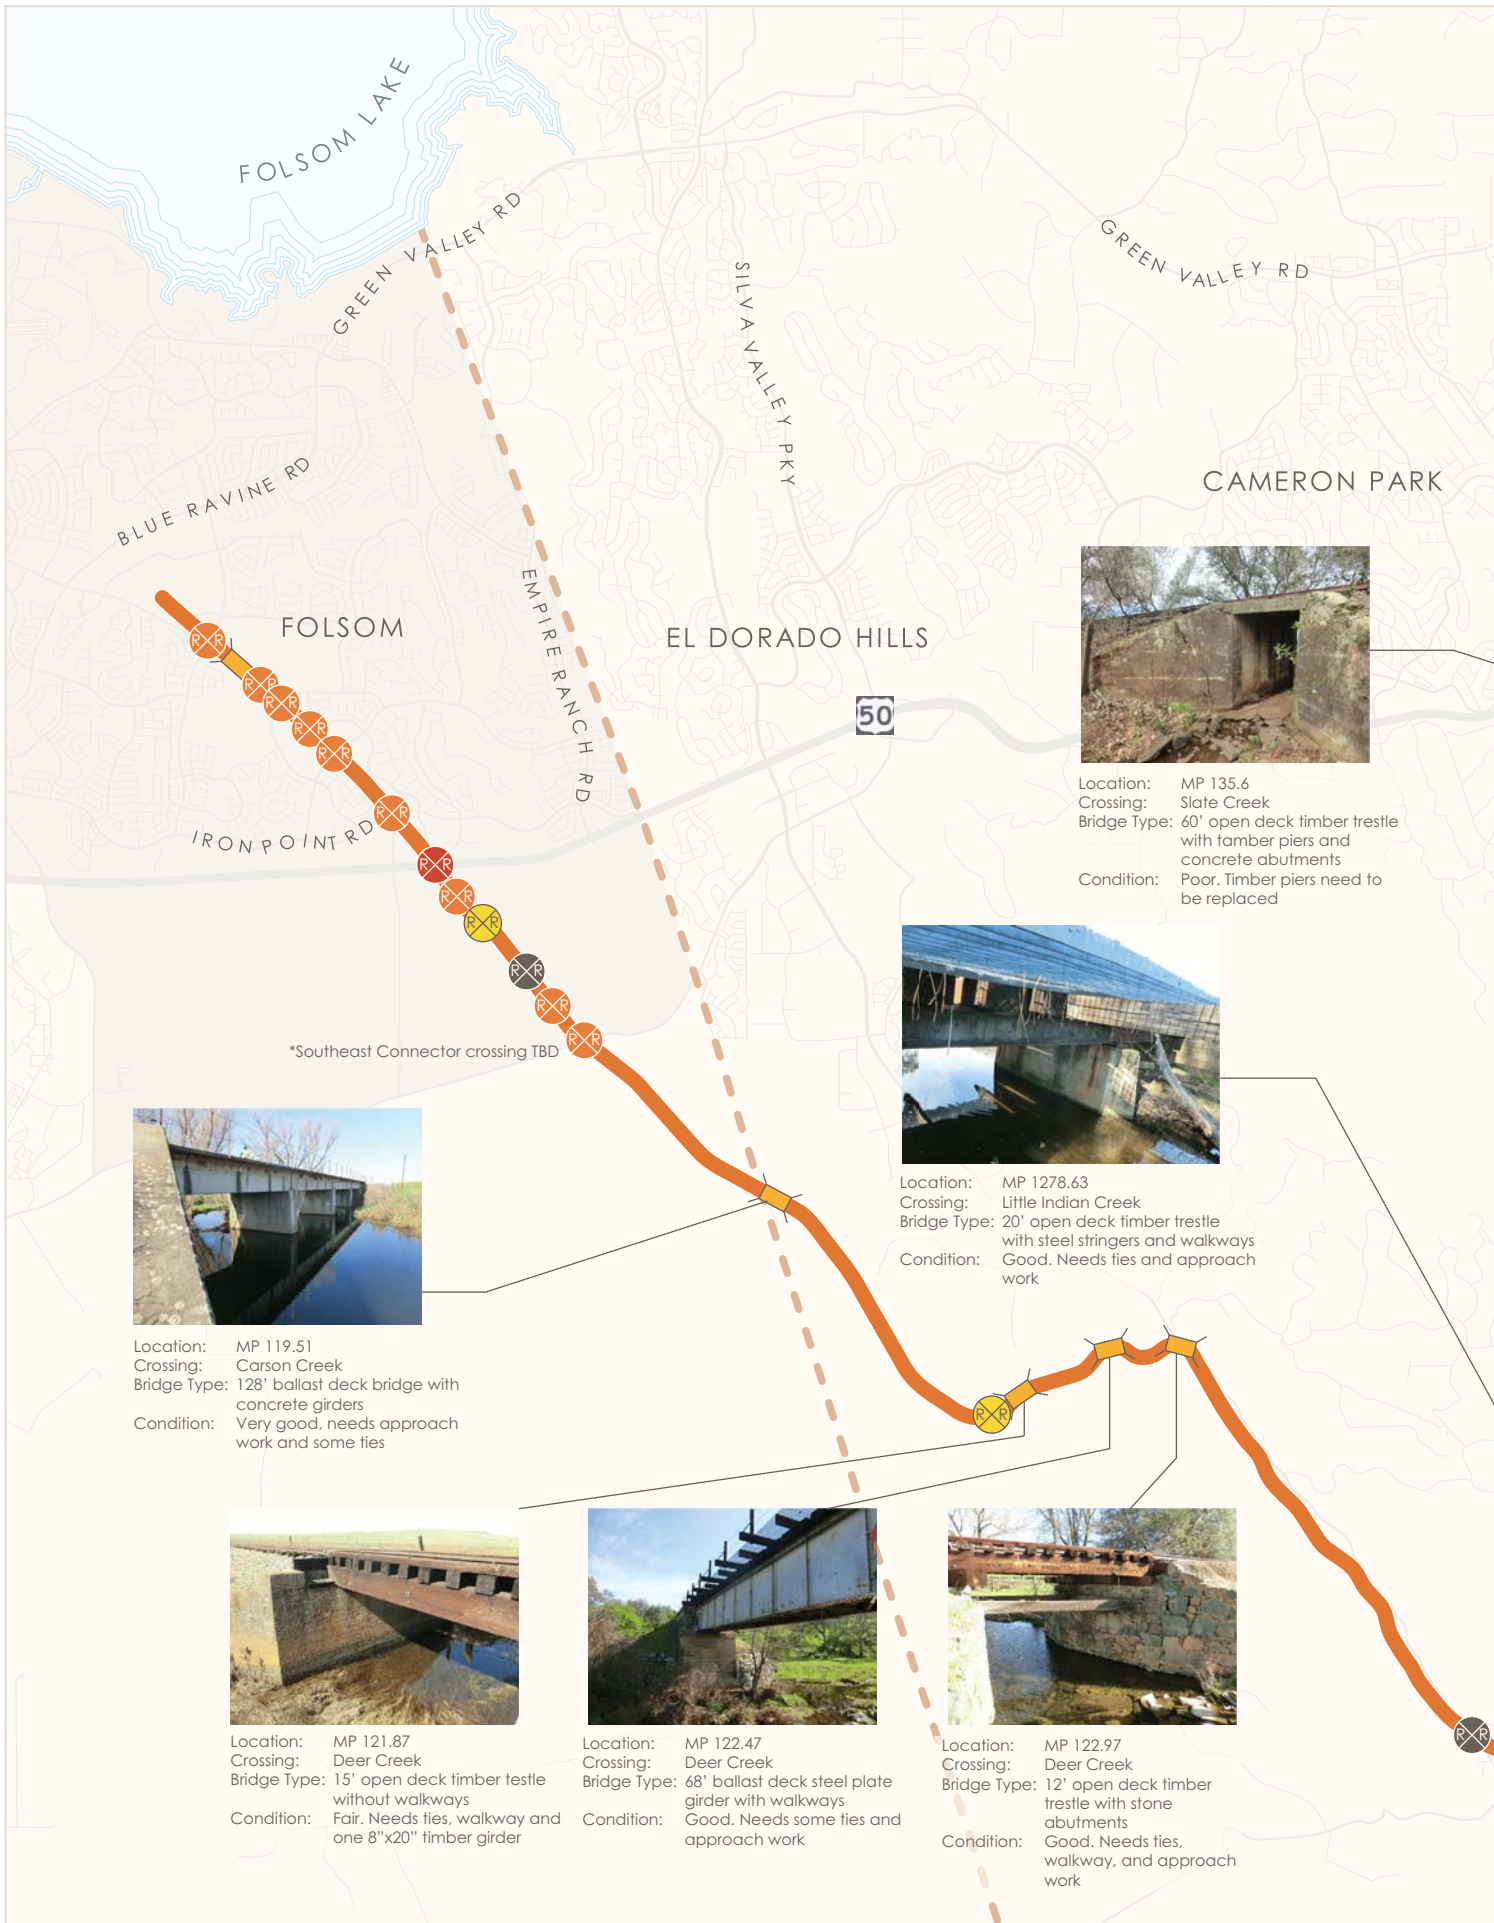 FOLSOM LAKE
GREEN VALLEY RD
GREEN VALLEY RD
SILVA VALLEY PKY
CAMERON PARK
BLUE RAVINE RD
EMPIRE RANCH RD
FOLSOM
EL DORADO HILLS
50
IRON POINT RD
R R
R R
R R
R R
R R
R R
R R
R R
R R
R R
R R
R R
*Southeast Connector crossing TBD
Location: MP 135.6
Crossing: Slate Creek
Bridge Type: 60' open deck timber trestle
with tamber piers and
concrete abutments
Condition: Poor. Timber piers need to
be replaced
Location: MP 1278.63
Crossing: Little Indian Creek
Bridge Type: 20' open deck timber trestle
with steel stringers and walkways
Condition: Good. Needs ties and approach
work
Location: MP 119.51
Crossing: Carson Creek
Bridge Type: 128' ballast deck bridge with
concrete girders
Condition: Very good, needs approach
work and some ties
R R
Location: MP 121.87
Crossing: Deer Creek
Bridge Type: 15' open deck timber testle
without walkways
Condition: Fair. Needs ties, walkway and
one 8"x20" timber girder
Location: MP 122.47
Crossing: Deer Creek
Bridge Type: 68' ballast deck steel plate
girder with walkways
Condition: Good. Needs some ties and
approach work
Location: MP 122.97
Crossing: Deer Creek
Bridge Type: 12' open deck timber
trestle with stone
abutments
Condition: Good. Needs ties,
walkway, and approach
work
R R